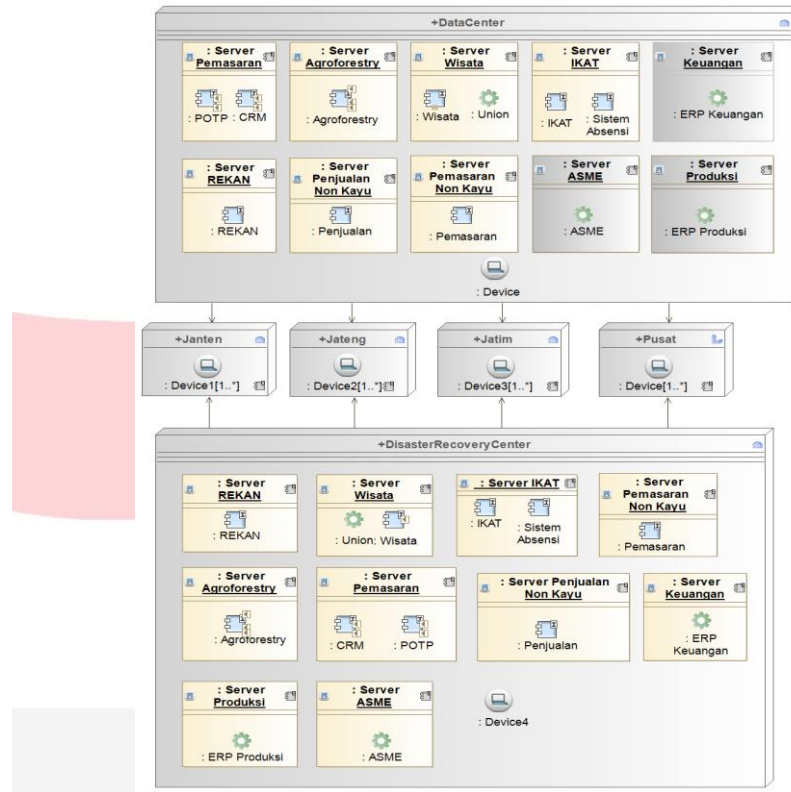 +DataCenter
: Server
Pemasaran
: POTP : CRM
: Server
Agroforestry
: Agroforestry
: Server
Wisata
: Wisata : Union
: Server
IKAT
: IKAT : Sistem
Absensi
: Server
Keuangan
: ERP Keuangan
: Server
REKAN
: REKAN
: Server
Penjualan
Non Kayu
: Penjualan
: Server
Pemasaran
Non Kayu
: Pemasaran
: Server
ASME
: ASME
: Server
Produksi
: ERP Produksi
: Device
+Janten
: Device1[1..*]
+Jateng
: Device2[1..*]
+Jatim
: Device3[1..*]
+Pusat
: Device[1..*]
+DisasterRecoveryCenter
: Server
REKAN
: REKAN
: Server
Wisata
: Union: Wisata
: Server IKAT
: IKAT : Sistem
Absensi
: Server
Pemasaran
Non Kayu
: Pemasaran
: Server
Agroforestry
: Agroforestry
: Server
Pemasaran
: CRM : POTP
: Server Penjualan
Non Kayu
: Penjualan
: Server
Keuangan
: ERP
Keuangan
: Server
Produksi
: ERP Produksi
: Server
ASME
: ASME
: Device4